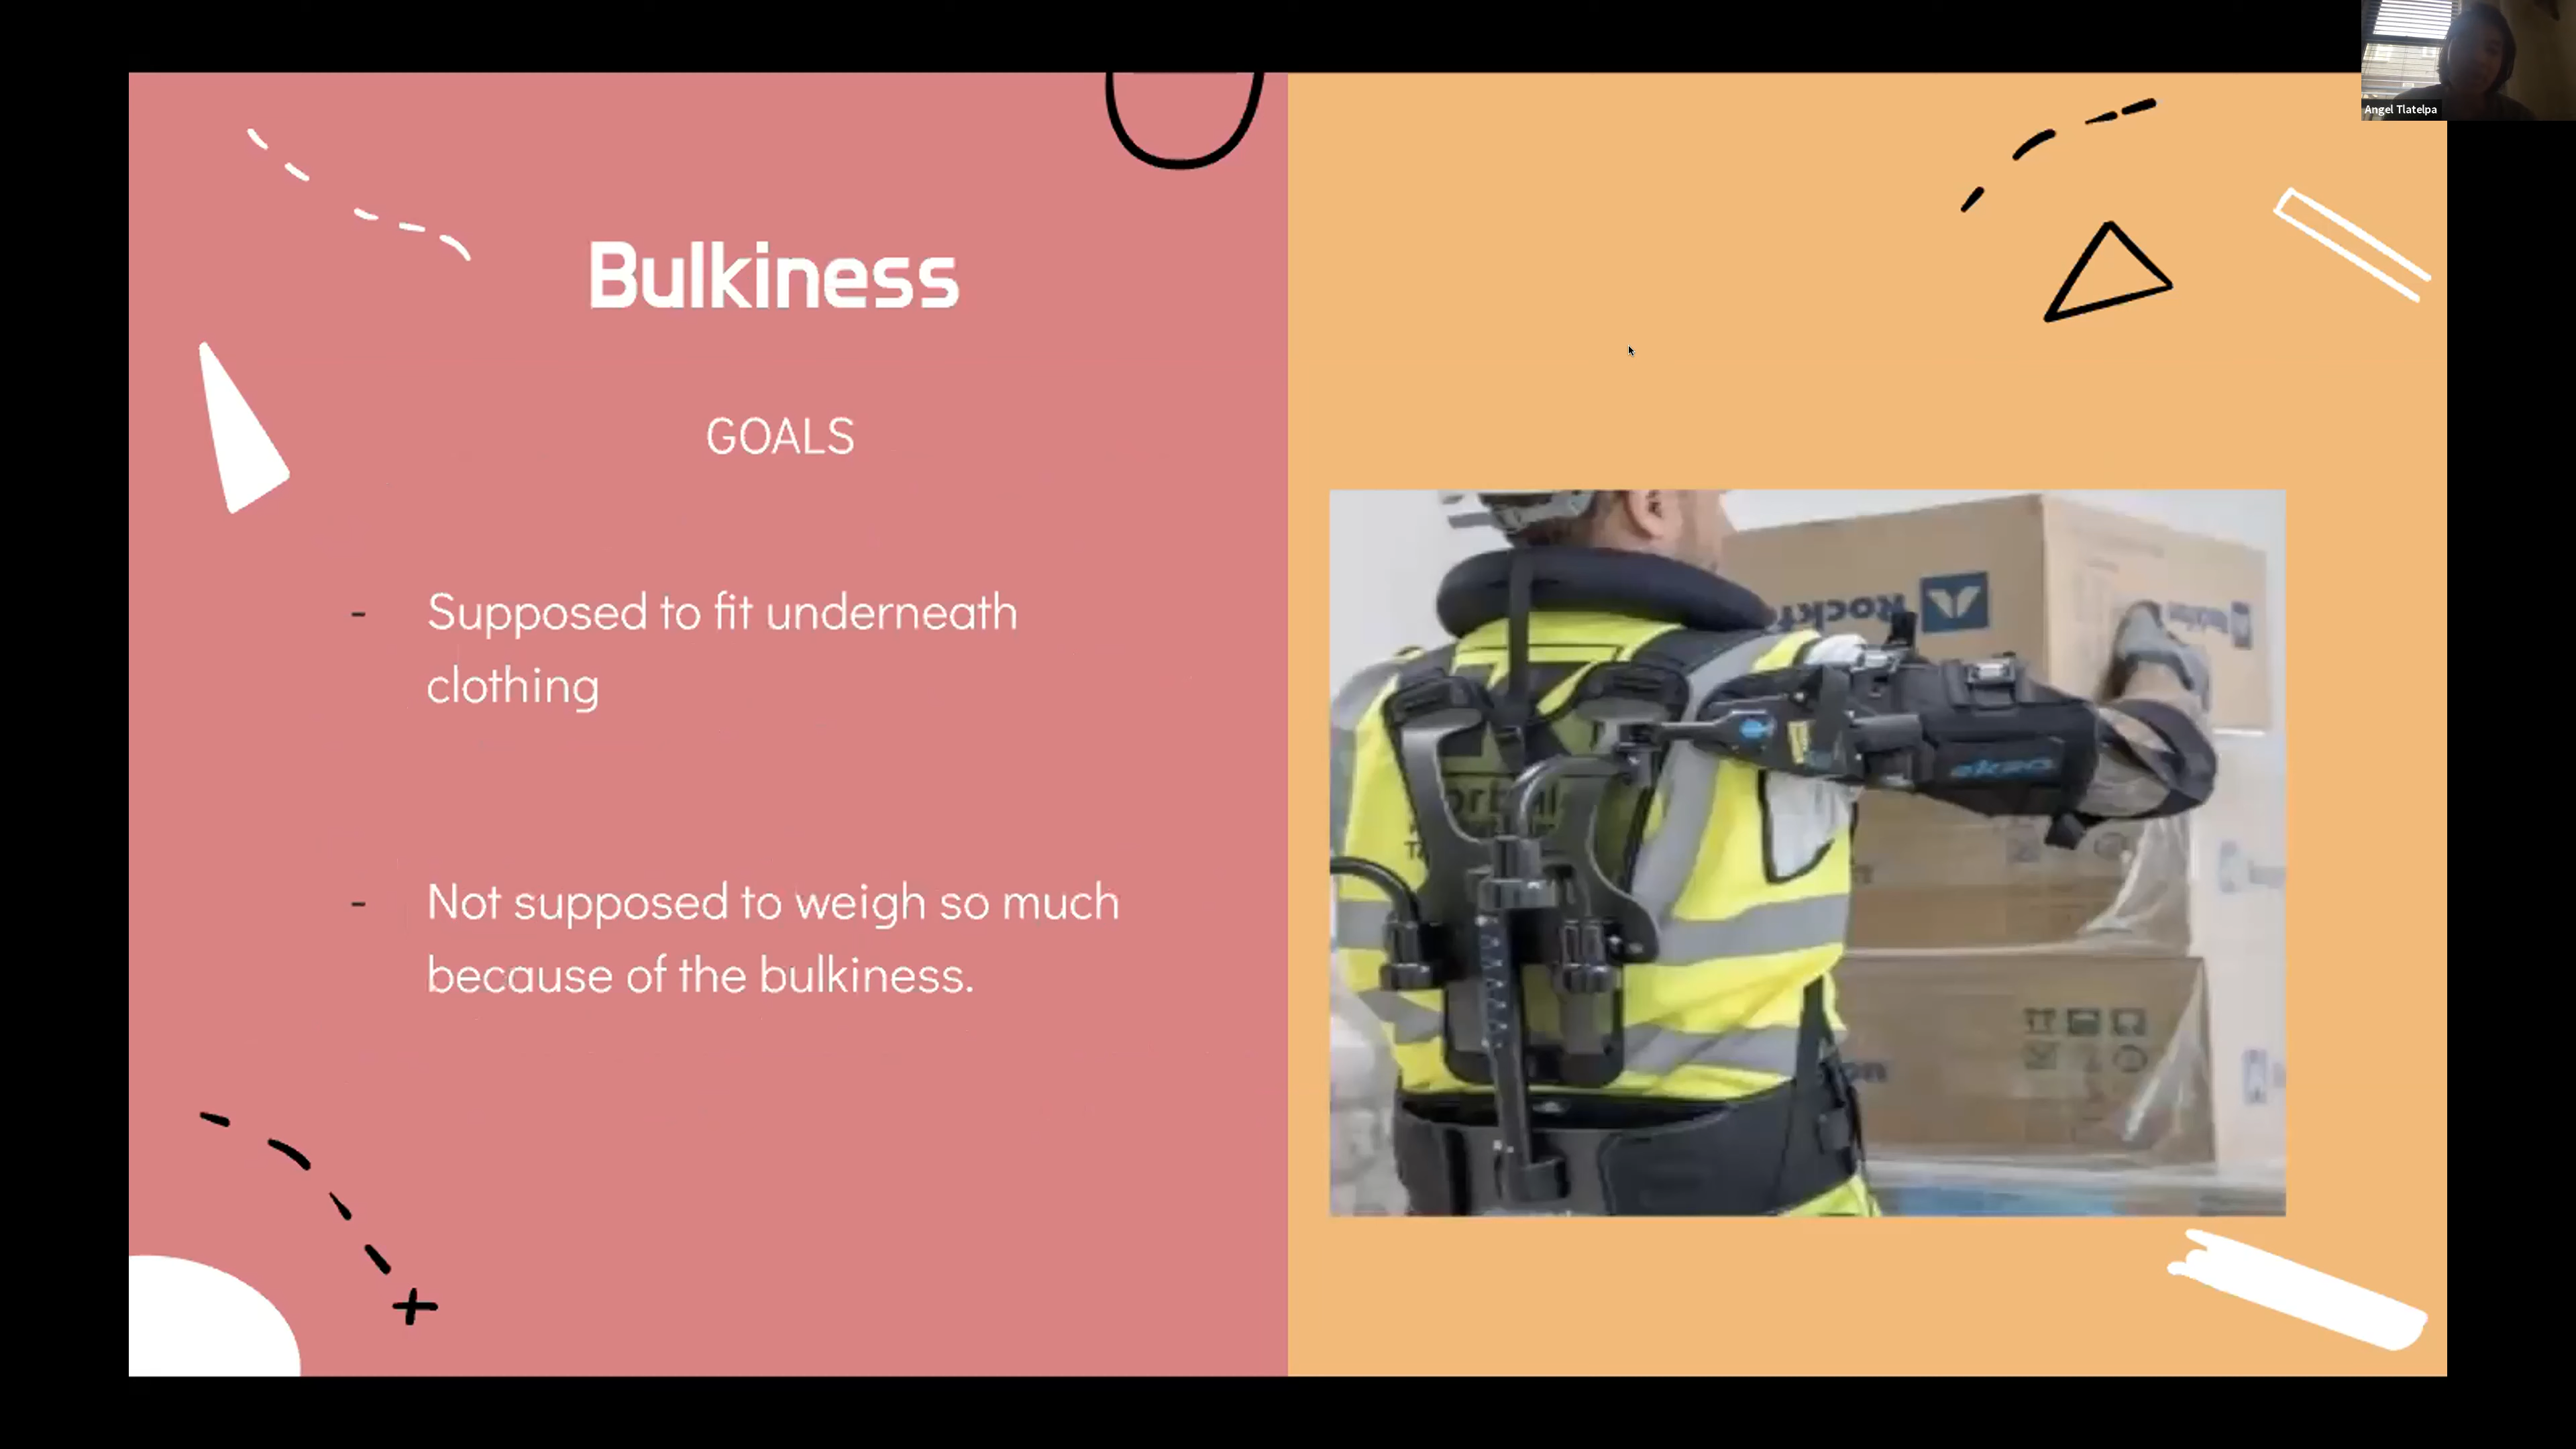 Angel Tlatelpa
Bulkiness
GOALS
- Supposed to fit underneath
clothing
- Not supposed to weigh so much
because of the bulkiness.
ekso